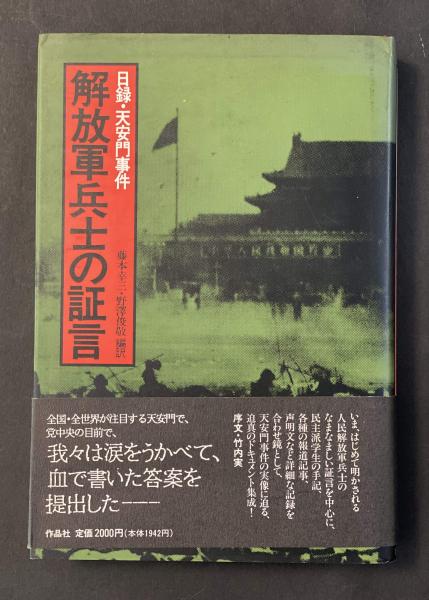 日録・天安門事件
解放軍兵士の証言
藤本幸三・野澤俊敬 編訳
いま、はじめて明かされる
人民解放軍兵士の
なまなましい証言を中心に、
民主派学生の手記、
各種の報道記事、
声明文など詳細な記録を
合わせ鏡として、
天安門事件の実像に迫る、
迫真のドキュメント集成!
序文・竹内実
全国・全世界が注目する天安門で、
党中央の目前で、
我々は涙をうかべて、
血で書いた答案を
提出した――
作品社 定価2000円(本体1942円)